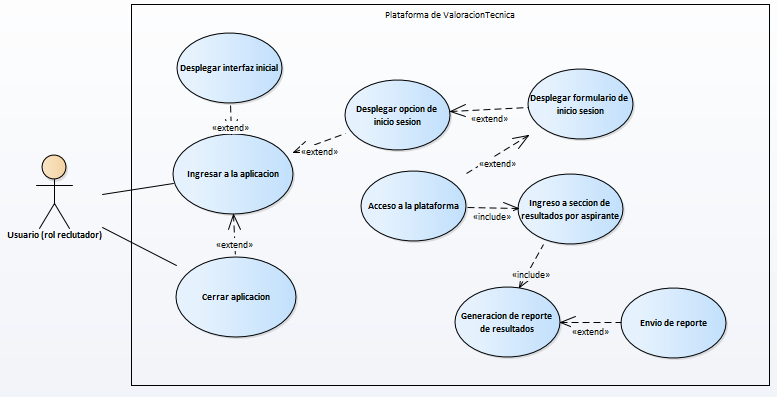 Plataforma de ValoracionTecnica
Desplegar interfaz inicial
«extend»
Ingresar a la aplicacion
«extend»
Cerrar aplicacion
Usuario (rol reclutador)
Desplegar opcion de
inicio sesion
«extend»
Desplegar formulario de
inicio sesion
«extend»
«extend»
Acceso a la plataforma
«include»
Ingreso a seccion de
resultados por aspirante
«include»
Generacion de reporte
de resultados
«extend»
Envio de reporte